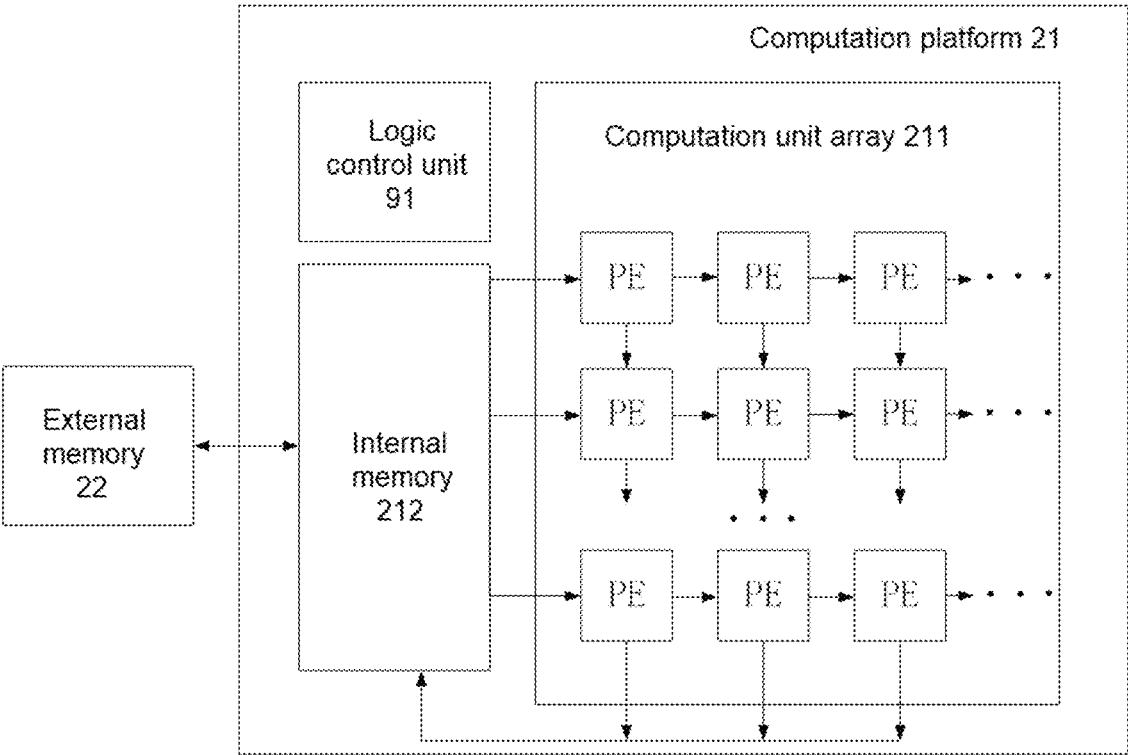 Computation platform 21
Logic
control unit
91
Computation unit array 211
PE PE PE
External
memory
22
Internal
memory
212
PE PE PE
PE PE PE